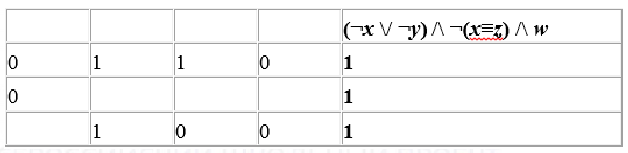 (¬x ∨ ¬y) ∧ ¬(x≡z) ∧ w
0 1 1 0 1
0 1
1 0 0 1